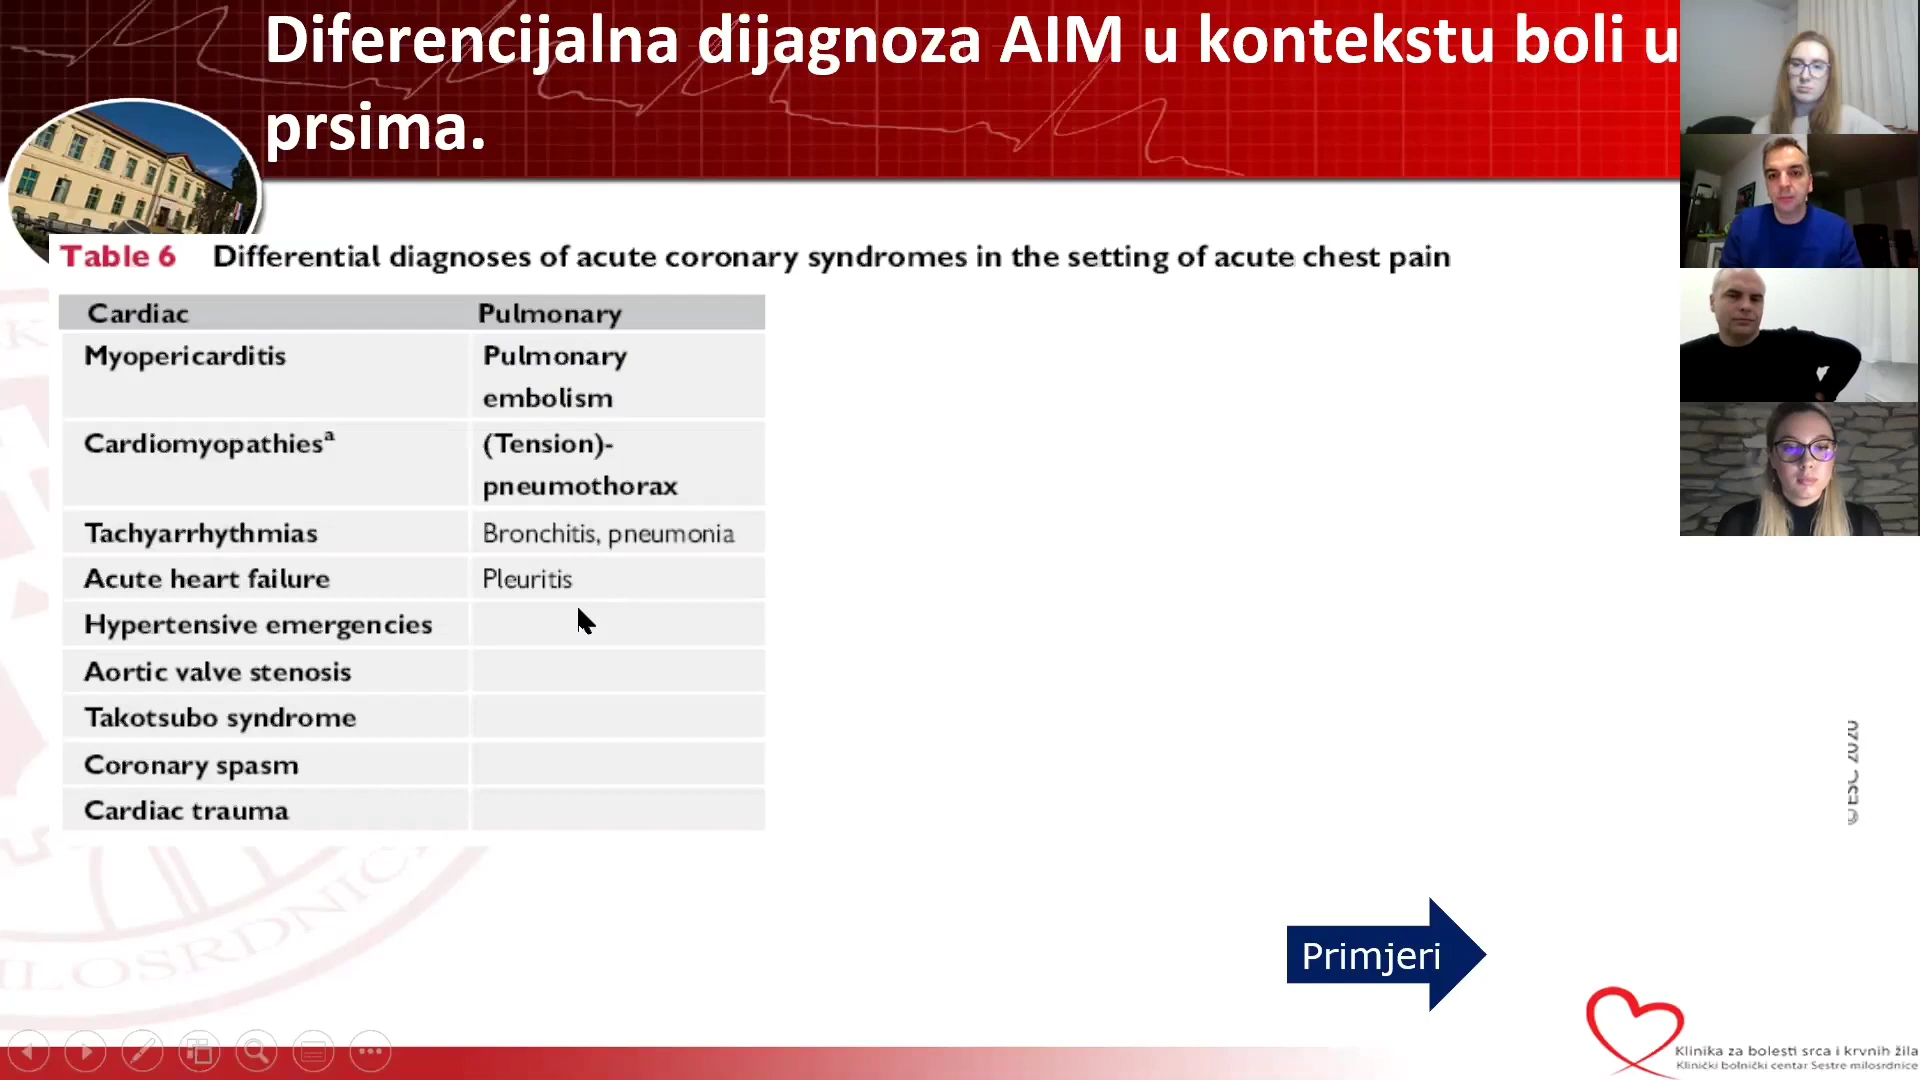 Diferencijalna dijagnoza AIM u kontekstu boli u
prsima.
Table 6 Differential diagnoses of acute coronary syndromes in the setting of acute chest pain
Cardiac Pulmonary
Myopericarditis Pulmonary
embolism
Cardiomyopathiesa (Tension)-
pneumothorax
Tachyarrhythmias Bronchitis, pneumonia
Acute heart failure Pleuritis
Hypertensive emergencies
Aortic valve stenosis
Takotsubo syndrome
Coronary spasm
Cardiac trauma
©ESC 2020
Primjeri
Klinika za bolesti srca i krvnih žila
Klinički bolnički centar Sestre milosrdnice